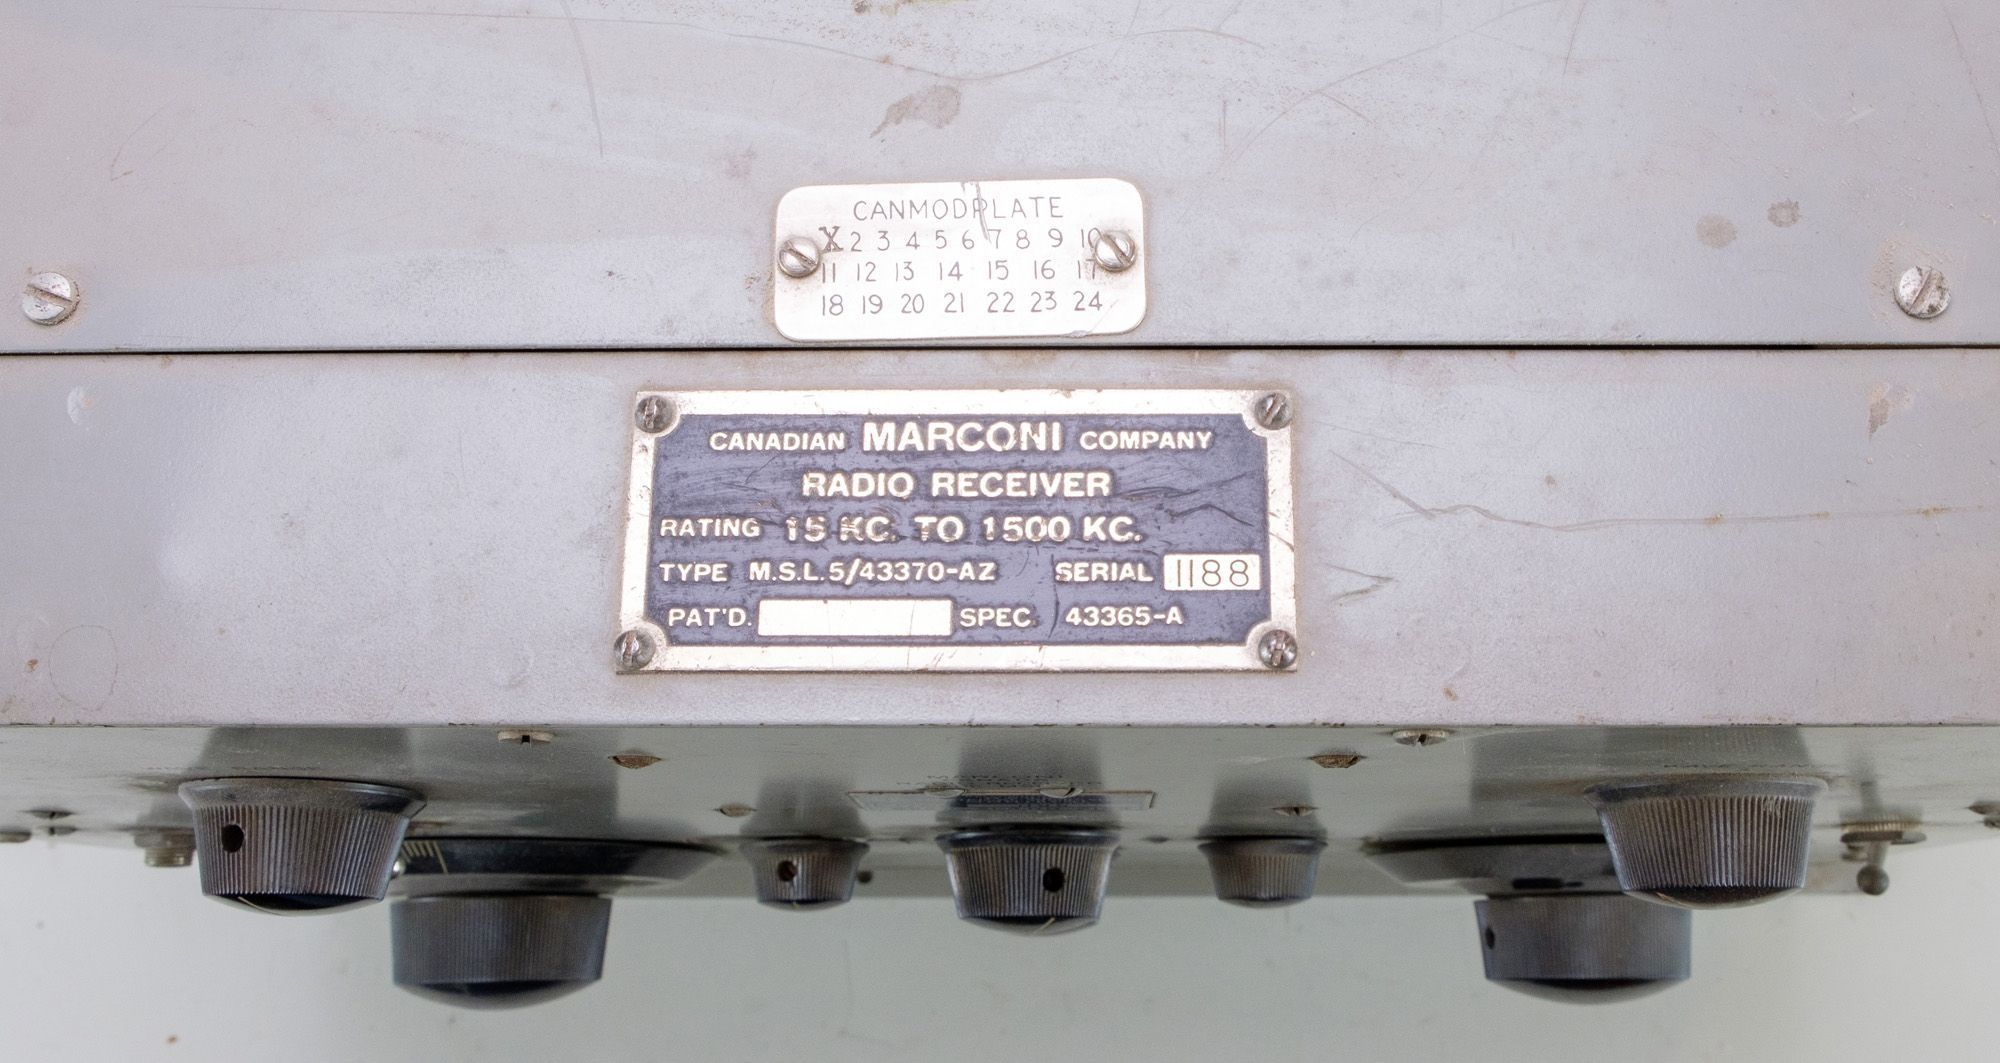 CANMODPLATE
X 2 3 4 5 6 7 8 9 10
11 12 13 14 15 16 17
18 19 20 21 22 23 24
CANADIAN MARCONI COMPANY
RADIO RECEIVER
RATING 15 KC. TO 1500 KC.
TYPE M.S.L.5/43370-AZ SERIAL 1188
PAT'D. SPEC. 43365-A
MARCONI